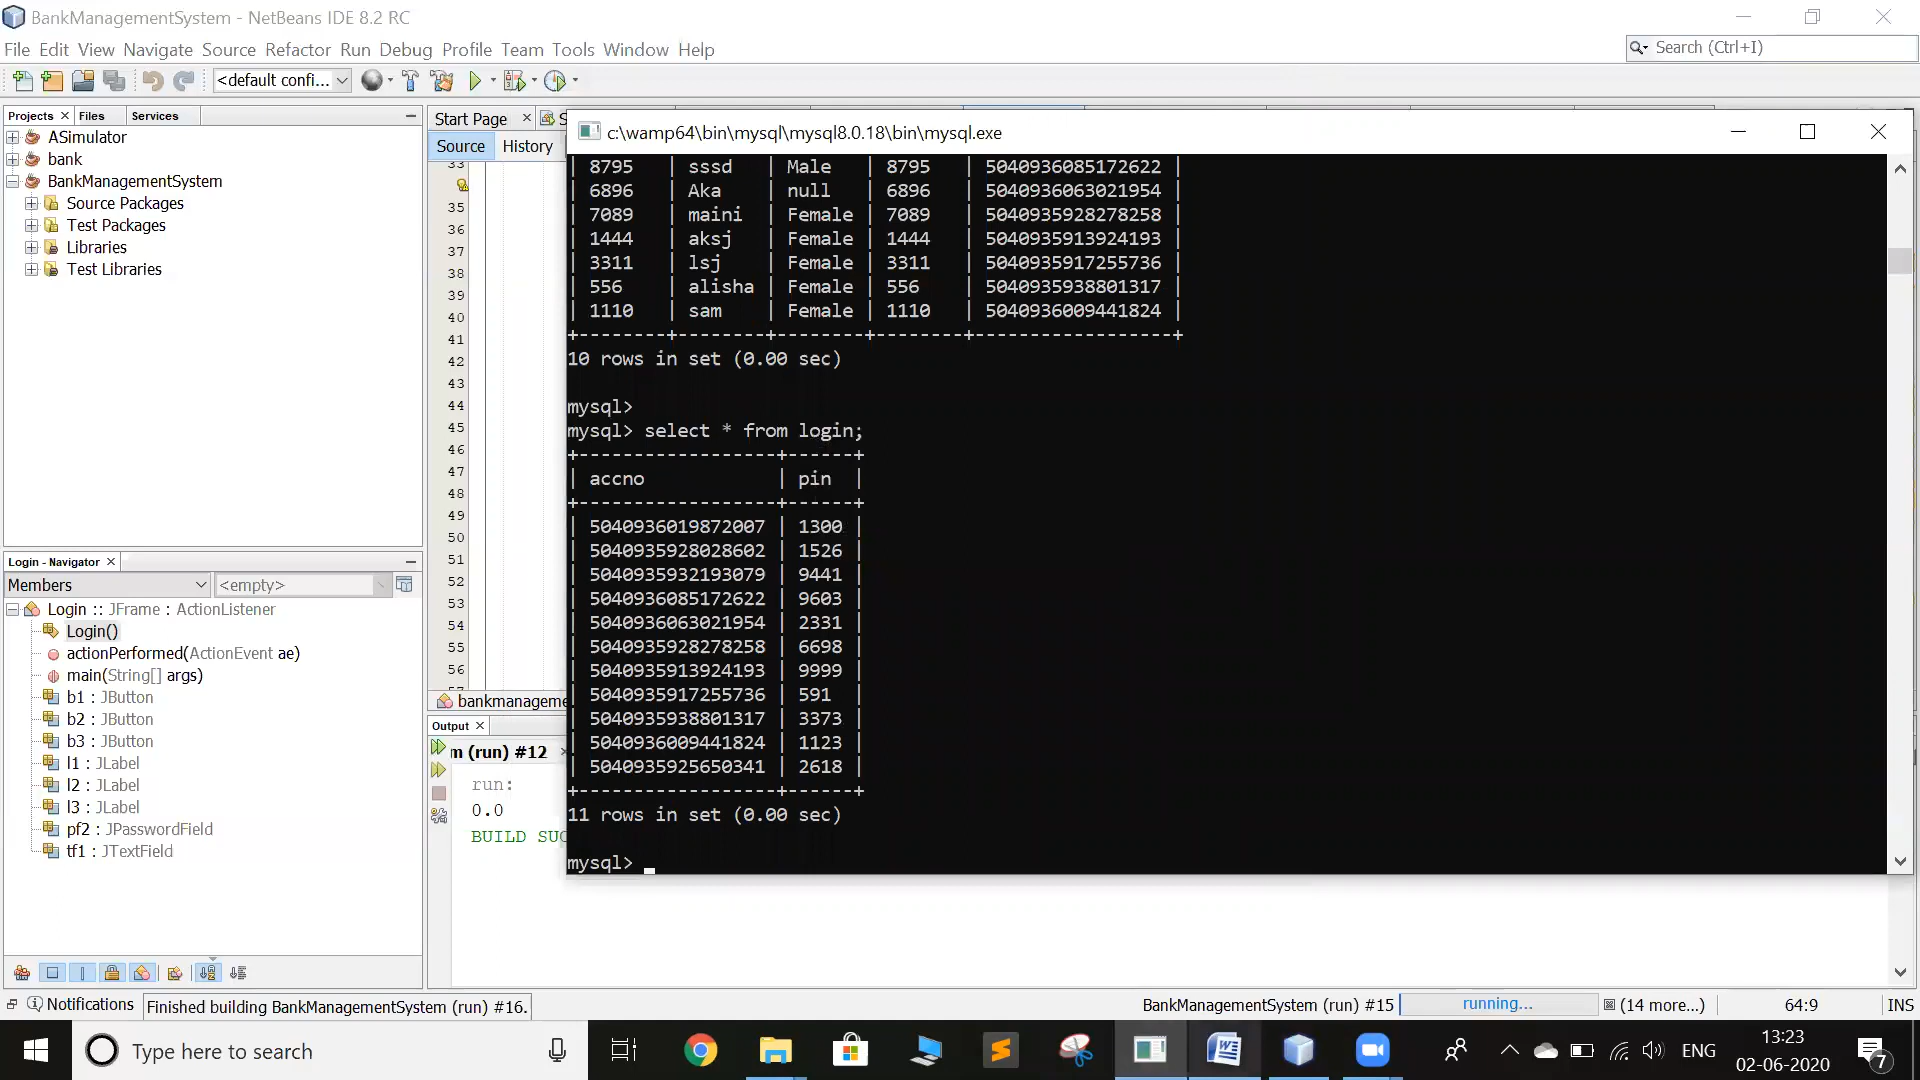 BankManagementSystem - NetBeans IDE 8.2 RC
File Edit View Navigate Source Refactor Run Debug Profile Team Tools Window Help
Search (Ctrl+I)
<default confi...
Projects Files Services
ASimulator
bank
BankManagementSystem
Source Packages
Test Packages
Libraries
Test Libraries
Start Page
Source History
33
35
36
37
38
39
40
41
42
43
44
45
46
47
48
49
50
51
52
53
54
55
56
bankmanageme
c:\wamp64\bin\mysql\mysql8.0.18\bin\mysql.exe
| 8795 | sssd | Male | 8795 | 5040936085172622 |
| 6896 | Aka | null | 6896 | 5040936063021954 |
| 7089 | maini | Female | 7089 | 5040935928278258 |
| 1444 | aksj | Female | 1444 | 5040935913924193 |
| 3311 | lsj | Female | 3311 | 5040935917255736 |
| 556 | alisha | Female | 556 | 5040935938801317 |
| 1110 | sam | Female | 1110 | 5040936009441824 |
+--------+--------+--------+--------+------------------+
10 rows in set (0.00 sec)
mysql>
mysql> select * from login;
+------------------+------+
| accno | pin |
+------------------+------+
| 5040936019872007 | 1300 |
| 5040935928028602 | 1526 |
| 5040935932193079 | 9441 |
| 5040936085172622 | 9603 |
| 5040936063021954 | 2331 |
| 5040935928278258 | 6698 |
| 5040935913924193 | 9999 |
| 5040935917255736 | 591 |
| 5040935938801317 | 3373 |
| 5040936009441824 | 1123 |
| 5040935925650341 | 2618 |
+------------------+------+
11 rows in set (0.00 sec)
mysql>
Login - Navigator
Members <empty>
Login :: JFrame : ActionListener
Login()
actionPerformed(ActionEvent ae)
main(String[] args)
b1 : JButton
b2 : JButton
b3 : JButton
l1 : JLabel
l2 : JLabel
l3 : JLabel
pf2 : JPasswordField
tf1 : JTextField
Output
m (run) #12
run:
0.0
BUILD SUC
Notifications
Finished building BankManagementSystem (run) #16.
BankManagementSystem (run) #15 running... (14 more...) 64:9 INS
Type here to search
ENG
13:23
02-06-2020
7